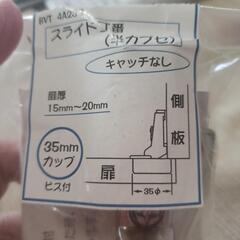 スライド丁番
(半カブセ)
キャッチなし
扉厚
15mm～20mm
35mm
カップ
ビス付
側板
扉
35φ